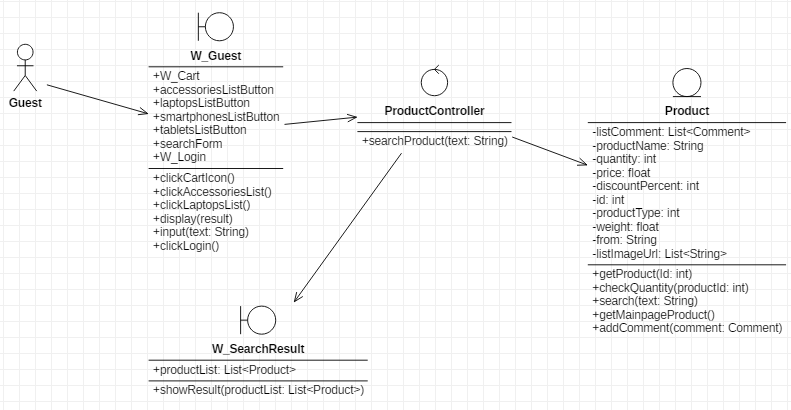 Guest
W_Guest
+W_Cart
+accessoriesListButton
+laptopsListButton
+smartphonesListButton
+tabletsListButton
+searchForm
+W_Login
+clickCartIcon()
+clickAccessoriesList()
+clickLaptopsList()
+display(result)
+input(text: String)
+clickLogin()
ProductController
+searchProduct(text: String)
Product
-listComment: List<Comment>
-productName: String
-quantity: int
-price: float
-discountPercent: int
-id: int
-productType: int
-weight: float
-from: String
-listImageUrl: List<String>
+getProduct(Id: int)
+checkQuantity(productId: int)
+search(text: String)
+getMainpageProduct()
+addComment(comment: Comment)
W_SearchResult
+productList: List<Product>
+showResult(productList: List<Product>)